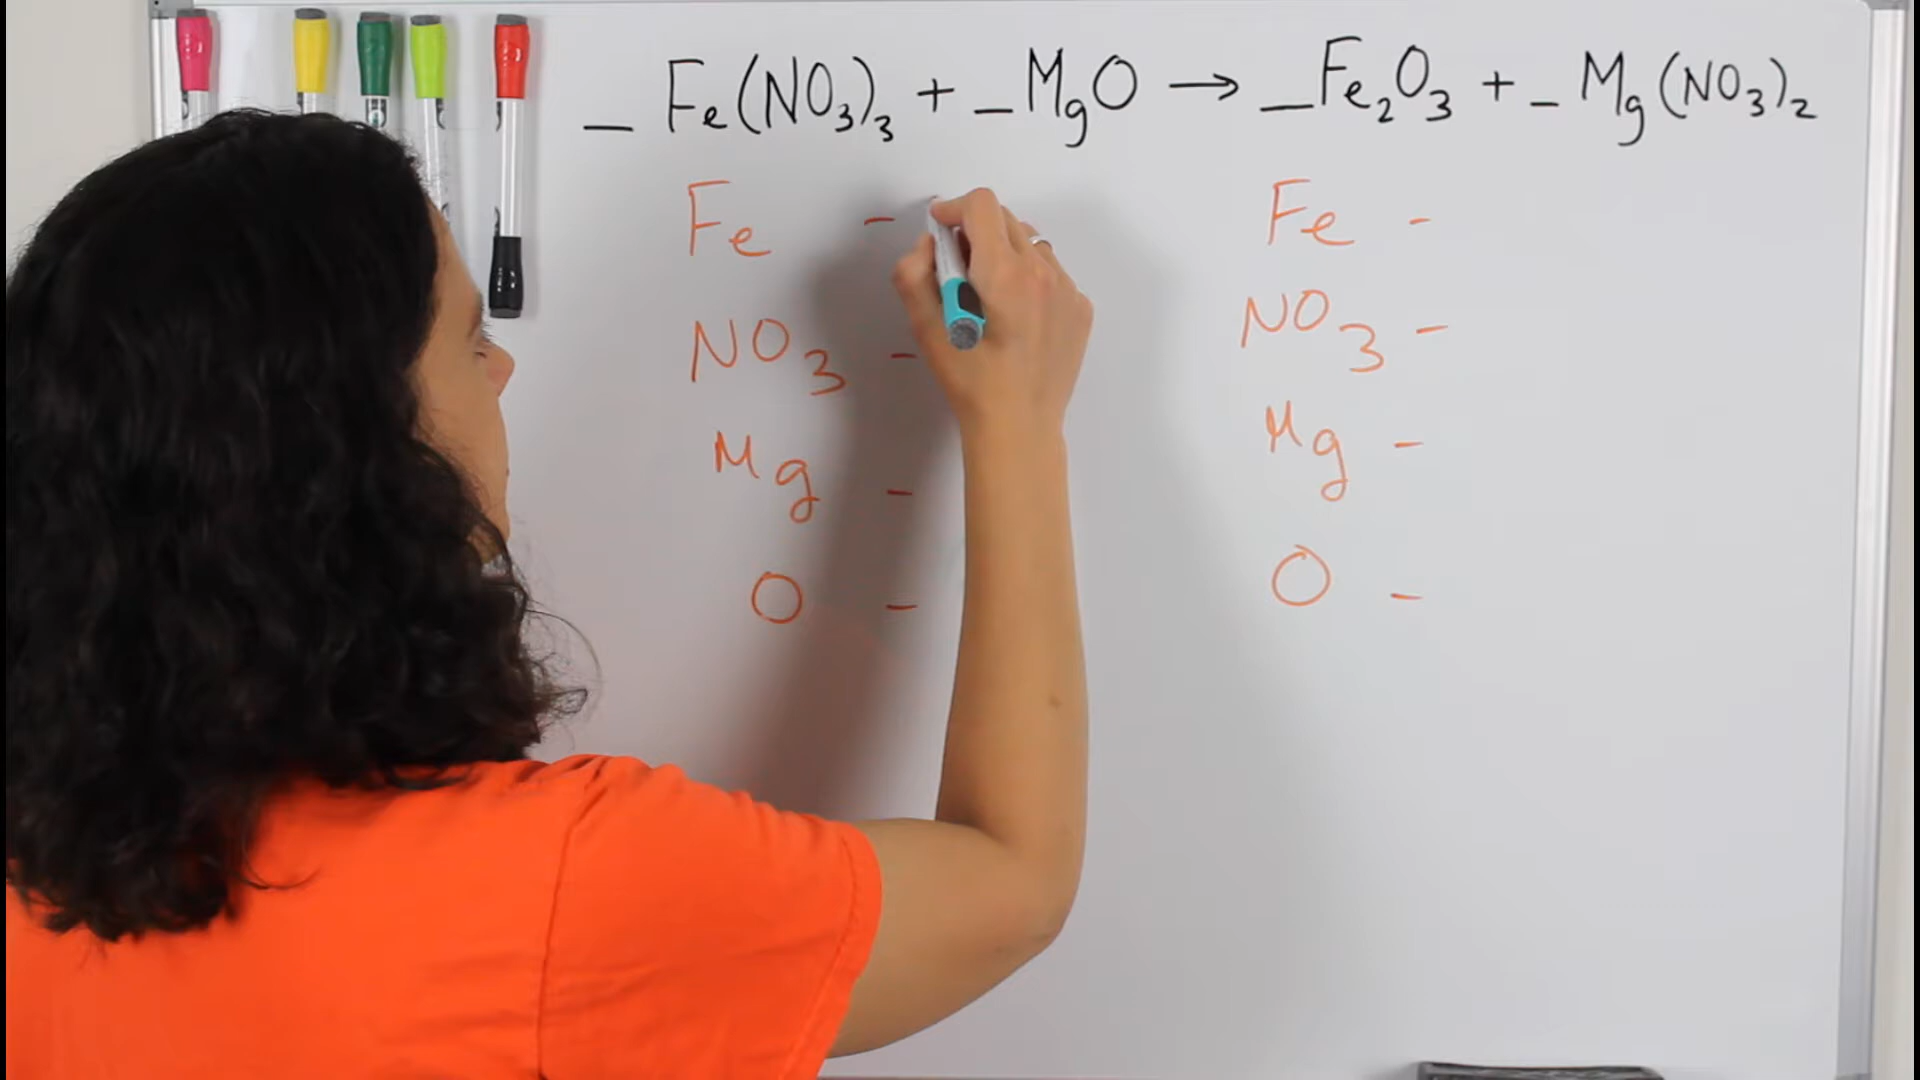 _ Fe(NO₃)₃ + _MgO → _Fe₂O₃ + _ Mg(NO₃)₂
Fe - Fe -
NO₃ - NO₃ -
Mg - Mg -
O - O -